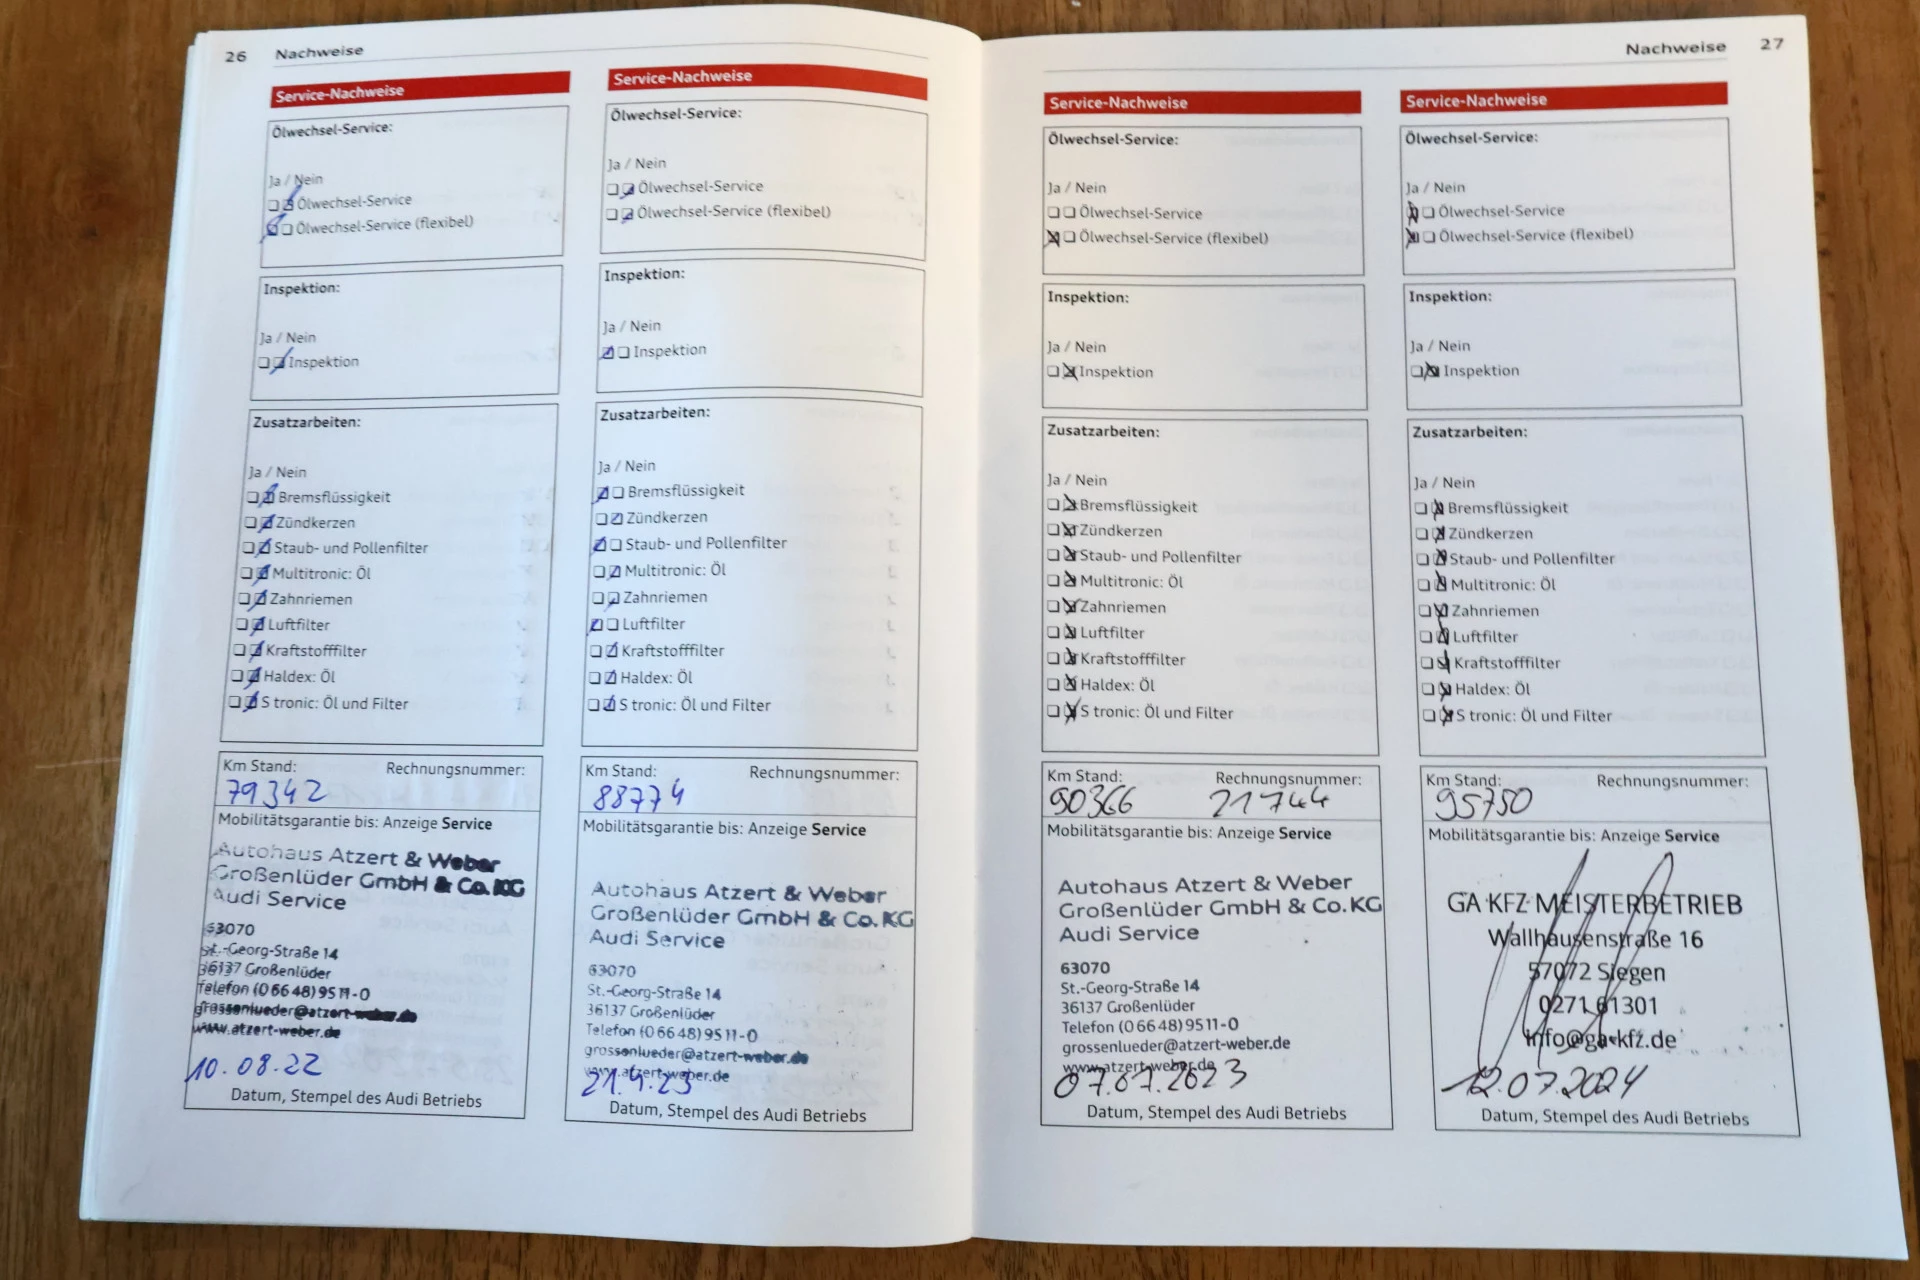 26 Nachweise
Service-Nachweise
Ölwechsel-Service:
Ja / Nein
Ölwechsel-Service
Ölwechsel-Service (flexibel)
Inspektion:
Ja / Nein
Inspektion
Zusatzarbeiten:
Ja / Nein
Bremsflüssigkeit
Zündkerzen
Staub- und Pollenfilter
Multitronic: Öl
Zahnriemen
Luftfilter
Kraftstofffilter
Haldex: Öl
S tronic: Öl und Filter
Km Stand: Rechnungsnummer:
79342
Mobilitätsgarantie bis: Anzeige Service
Autohaus Atzert & Weber
Großenlüder GmbH & Co. KG
Audi Service
63070
St.-Georg-Straße 14
36137 Großenlüder
Telefon (0 66 48) 95 11-0
grossenlueder@atzert-weber.de
www.atzert-weber.de
10.08.22
Datum, Stempel des Audi Betriebs
Service-Nachweise
Ölwechsel-Service:
Ja / Nein
Ölwechsel-Service
Ölwechsel-Service (flexibel)
Inspektion:
Ja / Nein
Inspektion
Zusatzarbeiten:
Ja / Nein
Bremsflüssigkeit
Zündkerzen
Staub- und Pollenfilter
Multitronic: Öl
Zahnriemen
Luftfilter
Kraftstofffilter
Haldex: Öl
S tronic: Öl und Filter
Km Stand: Rechnungsnummer:
88774
Mobilitätsgarantie bis: Anzeige Service
Autohaus Atzert & Weber
Großenlüder GmbH & Co. KG
Audi Service
63070
St.-Georg-Straße 14
36137 Großenlüder
Telefon (0 66 48) 95 11-0
grossenlueder@atzert-weber.de
www.atzert-weber.de
21.4.23
Datum, Stempel des Audi Betriebs
Nachweise 27
Service-Nachweise
Ölwechsel-Service:
Ja / Nein
Ölwechsel-Service
Ölwechsel-Service (flexibel)
Inspektion:
Ja / Nein
Inspektion
Zusatzarbeiten:
Ja / Nein
Bremsflüssigkeit
Zündkerzen
Staub- und Pollenfilter
Multitronic: Öl
Zahnriemen
Luftfilter
Kraftstofffilter
Haldex: Öl
S tronic: Öl und Filter
Km Stand: Rechnungsnummer:
90366 21744
Mobilitätsgarantie bis: Anzeige Service
Autohaus Atzert & Weber
Großenlüder GmbH & Co. KG
Audi Service
63070
St.-Georg-Straße 14
36137 Großenlüder
Telefon (0 66 48) 95 11-0
grossenlueder@atzert-weber.de
www.atzert-weber.de
07.07.2023
Datum, Stempel des Audi Betriebs
Service-Nachweise
Ölwechsel-Service:
Ja / Nein
Ölwechsel-Service
Ölwechsel-Service (flexibel)
Inspektion:
Ja / Nein
Inspektion
Zusatzarbeiten:
Ja / Nein
Bremsflüssigkeit
Zündkerzen
Staub- und Pollenfilter
Multitronic: Öl
Zahnriemen
Luftfilter
Kraftstofffilter
Haldex: Öl
S tronic: Öl und Filter
Km Stand: Rechnungsnummer:
95750
Mobilitätsgarantie bis: Anzeige Service
GA KFZ MEISTERBETRIEB
Wallhausenstraße 16
57072 Siegen
0271 61301
info@ga-kfz.de
12.07.2024
Datum, Stempel des Audi Betriebs